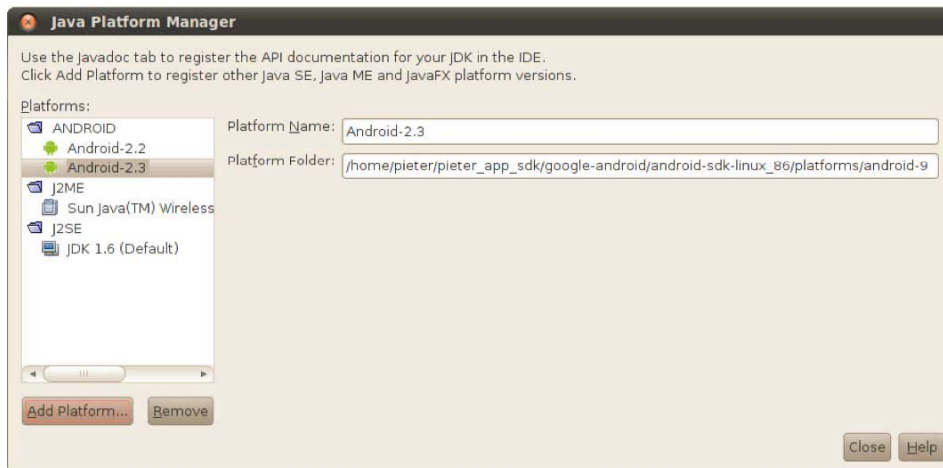 Java Platform Manager
Use the Javadoc tab to register the API documentation for your JDK in the IDE.
Click Add Platform to register other Java SE, Java ME and JavaFX platform versions.
Platforms:
ANDROID
Android-2.2
Android-2.3
J2ME
Sun Java(TM) Wireless
J2SE
JDK 1.6 (Default)
Platform Name: Android-2.3
Platform Folder: /home/pieter/pieter_app_sdk/google-android/android-sdk-linux_86/platforms/android-9
Add Platform... Remove
Close Help